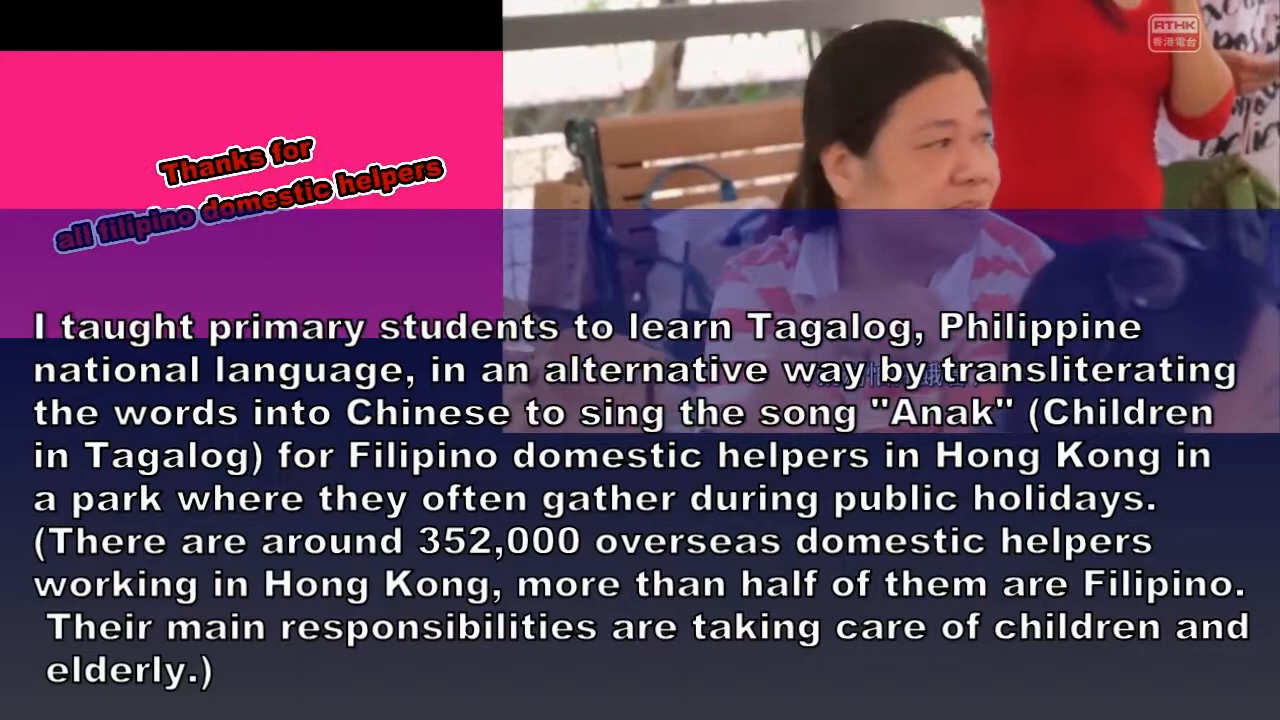 RTHK
香港電台
Thanks for
all filipino domestic helpers
I taught primary students to learn Tagalog, Philippine
national language, in an alternative way by transliterating
the words into Chinese to sing the song "Anak" (Children
in Tagalog) for Filipino domestic helpers in Hong Kong in
a park where they often gather during public holidays.
(There are around 352,000 overseas domestic helpers
working in Hong Kong, more than half of them are Filipino.
Their main responsibilities are taking care of children and
elderly.)